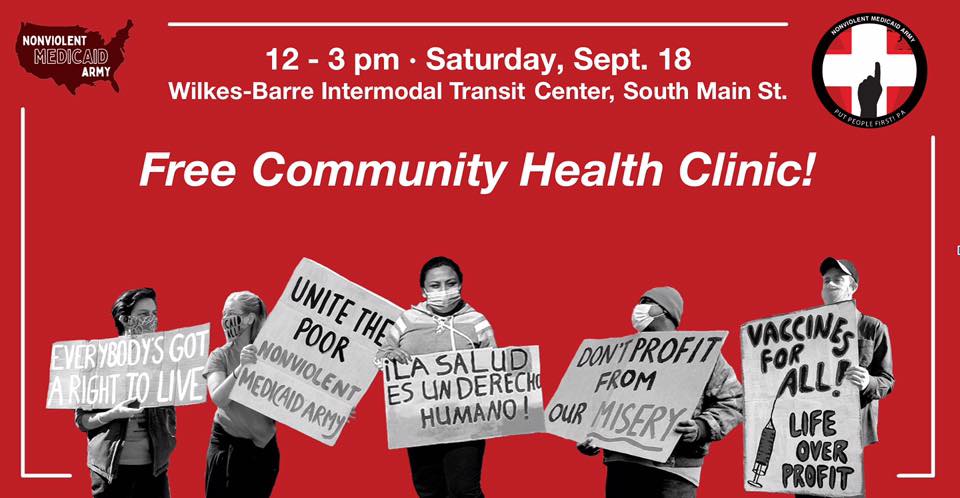 NONVIOLENT
MEDICAID
ARMY
12 - 3 pm · Saturday, Sept. 18
Wilkes-Barre Intermodal Transit Center, South Main St.
NONVIOLENT MEDICAID ARMY
PUT PEOPLE FIRST! PA
Free Community Health Clinic!
EVERYBODY'S GOT
A RIGHT TO LIVE
UNITE THE
POOR
NONVIOLENT
MEDICAID ARMY
¡LA SALUD
ES UN DERECHO
HUMANO!
DON'T PROFIT
FROM
OUR MISERY
VACCINES
FOR
ALL!
LIFE
OVER
PROFIT